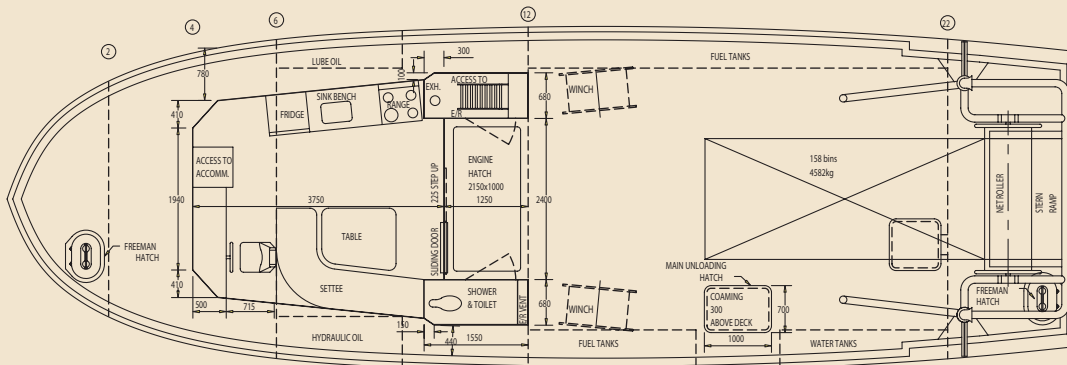 2
4
6
12
22
780
410
1940
410
500
715
3750
300
100
LUBE OIL
FRIDGE
SINK BENCH
RANGE
EXH.
ACCESS TO
E/R
ACCESS TO
ACCOMM.
FREEMAN
HATCH
TABLE
SETTEE
225 STEP UP
SLIDING DOOR
ENGINE
HATCH
2150x1000
1250
SHOWER
& TOILET
E/R VENT
HYDRAULIC OIL
150
440
1550
680
2400
680
WINCH
WINCH
FUEL TANKS
FUEL TANKS
158 bins
4582kg
MAIN UNLOADING
HATCH
COAMING
300
ABOVE DECK
700
1000
WATER TANKS
NET ROLLER
STERN
RAMP
FREEMAN
HATCH